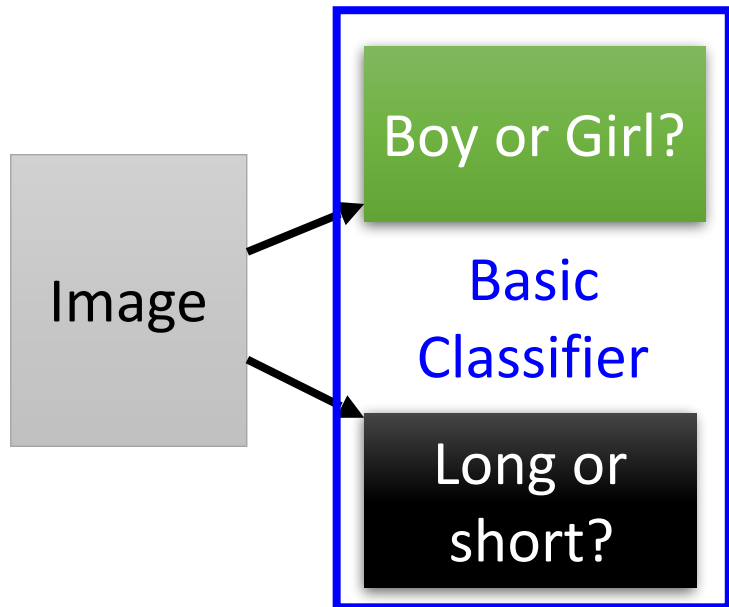 Boy or Girl?
Image
Basic
Classifier
Long or
short?